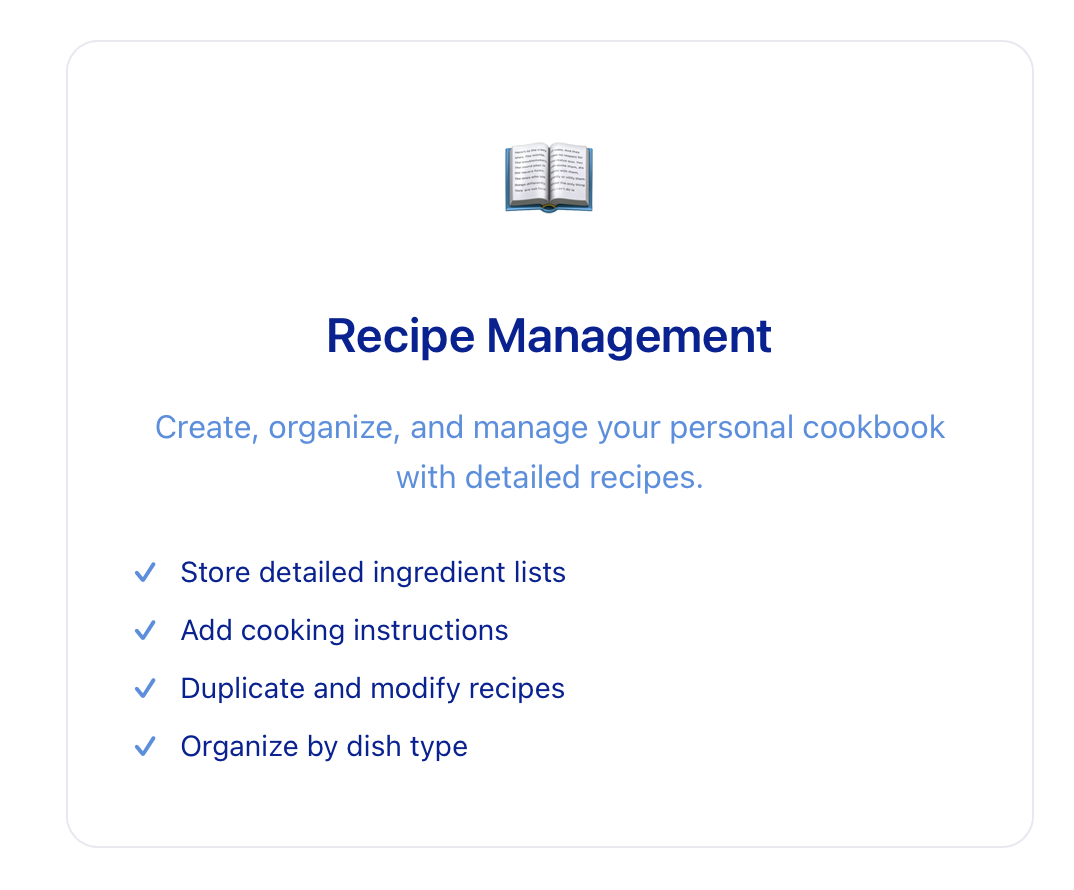 Recipe Management
Create, organize, and manage your personal cookbook
with detailed recipes.
Store detailed ingredient lists
Add cooking instructions
Duplicate and modify recipes
Organize by dish type